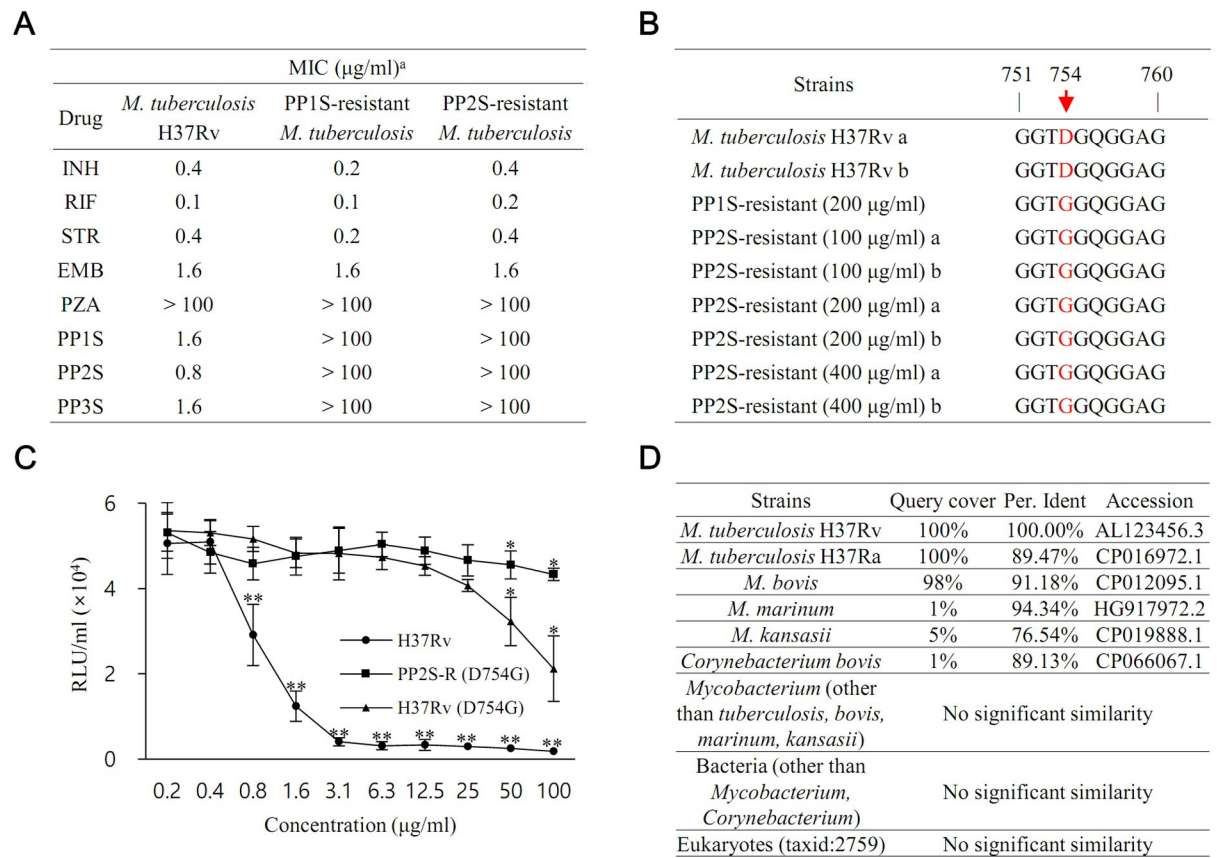 A
MIC (μg/ml)ᵃ
Drug M. tuberculosis H37Rv PP1S-resistant M. tuberculosis PP2S-resistant M. tuberculosis
INH 0.4 0.2 0.4
RIF 0.1 0.1 0.2
STR 0.4 0.2 0.4
EMB 1.6 1.6 1.6
PZA > 100 > 100 > 100
PP1S 1.6 > 100 > 100
PP2S 0.8 > 100 > 100
PP3S 1.6 > 100 > 100
B
Strains 751 754 760
M. tuberculosis H37Rv a GGTDGQGGAG
M. tuberculosis H37Rv b GGTDGQGGAG
PP1S-resistant (200 μg/ml) GGTGGQGGAG
PP2S-resistant (100 μg/ml) a GGTGGQGGAG
PP2S-resistant (100 μg/ml) b GGTGGQGGAG
PP2S-resistant (200 μg/ml) a GGTGGQGGAG
PP2S-resistant (200 μg/ml) b GGTGGQGGAG
PP2S-resistant (400 μg/ml) a GGTGGQGGAG
PP2S-resistant (400 μg/ml) b GGTGGQGGAG
C
RLU/ml (×10⁴)
6
4
2
0
* *
**
* *
**
** ** ** ** ** **
H37Rv
PP2S-R (D754G)
H37Rv (D754G)
0.2 0.4 0.8 1.6 3.1 6.3 12.5 25 50 100
Concentration (μg/ml)
D
Strains Query cover Per. Ident Accession
M. tuberculosis H37Rv 100% 100.00% AL123456.3
M. tuberculosis H37Ra 100% 89.47% CP016972.1
M. bovis 98% 91.18% CP012095.1
M. marinum 1% 94.34% HG917972.2
M. kansasii 5% 76.54% CP019888.1
Corynebacterium bovis 1% 89.13% CP066067.1
Mycobacterium (other
than tuberculosis, bovis, No significant similarity
marinum, kansasii)
Bacteria (other than
Mycobacterium, No significant similarity
Corynebacterium)
Eukaryotes (taxid:2759) No significant similarity